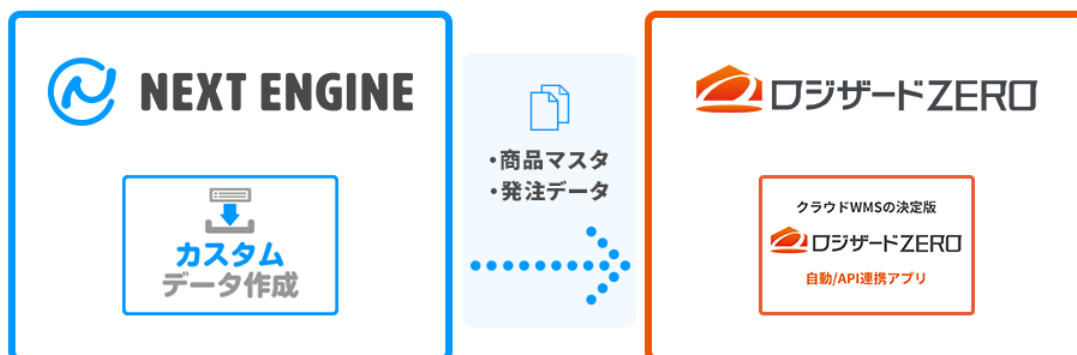 NEXT ENGINE
カスタム
データ作成
・商品マスタ
・発注データ
ロジザードZERO
クラウドWMSの決定版
ロジザードZERO
自動/API連携アプリ